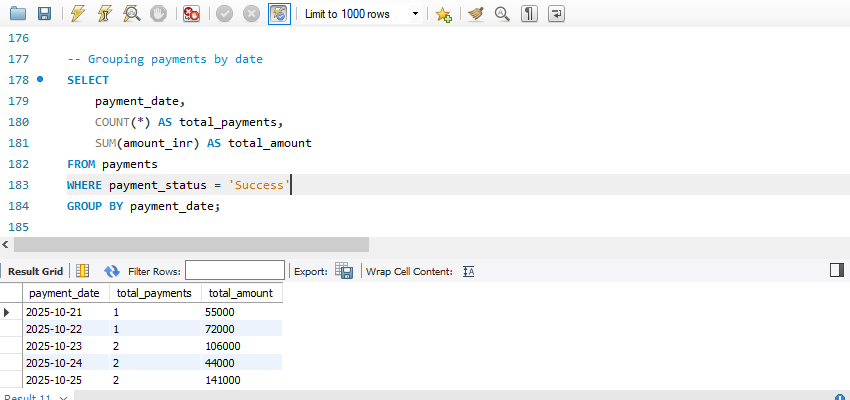 Limit to 1000 rows
176
177 -- Grouping payments by date
178 SELECT
179 payment_date,
180 COUNT(*) AS total_payments,
181 SUM(amount_inr) AS total_amount
182 FROM payments
183 WHERE payment_status = 'Success'
184 GROUP BY payment_date;
185
Result Grid Filter Rows: Export: Wrap Cell Content:
payment_date total_payments total_amount
2025-10-21 1 55000
2025-10-22 1 72000
2025-10-23 2 106000
2025-10-24 2 44000
2025-10-25 2 141000
Result 11